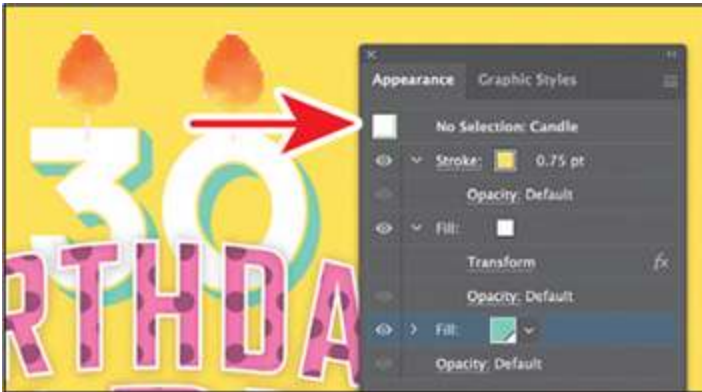 30
RTHDA
Appearance Graphic Styles
No Selection: Candle
Stroke: 0.75 pt
Opacity: Default
Fill:
Transform fx
Opacity: Default
Fill:
Opacity: Default